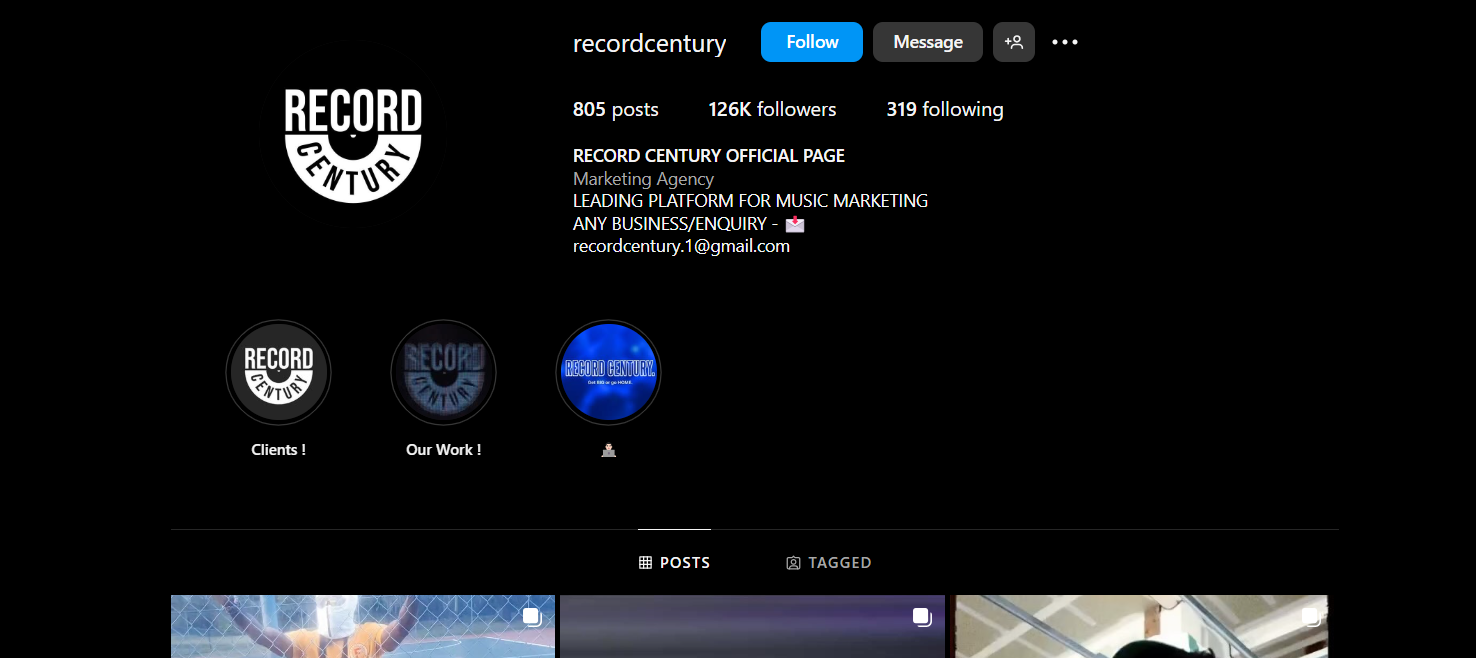 recordcentury Follow Message
805 posts 126K followers 319 following
RECORD CENTURY OFFICIAL PAGE
Marketing Agency
LEADING PLATFORM FOR MUSIC MARKETING
ANY BUSINESS/ENQUIRY - 📩
recordcentury.1@gmail.com
RECORD
CENTURY
RECORD
CENTURY
RECORD
CENTURY
RECORD CENTURY.
Get BIG or go HOME.
Clients ! Our Work ! 👨🏻‍💻
POSTS TAGGED